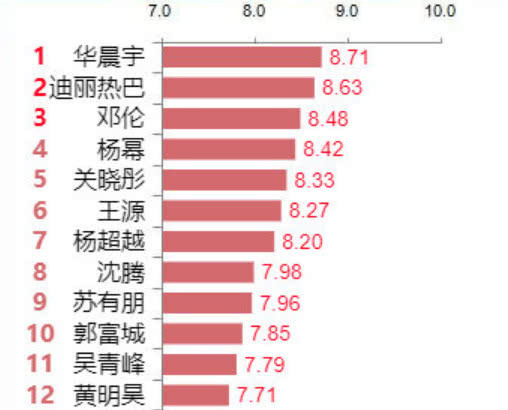 7.0 8.0 9.0 10.0
1 华晨宇 8.71
2 迪丽热巴 8.63
3 邓伦 8.48
4 杨幂 8.42
5 关晓彤 8.33
6 王源 8.27
7 杨超越 8.20
8 沈腾 7.98
9 苏有朋 7.96
10 郭富城 7.85
11 吴青峰 7.79
12 黄明昊 7.71